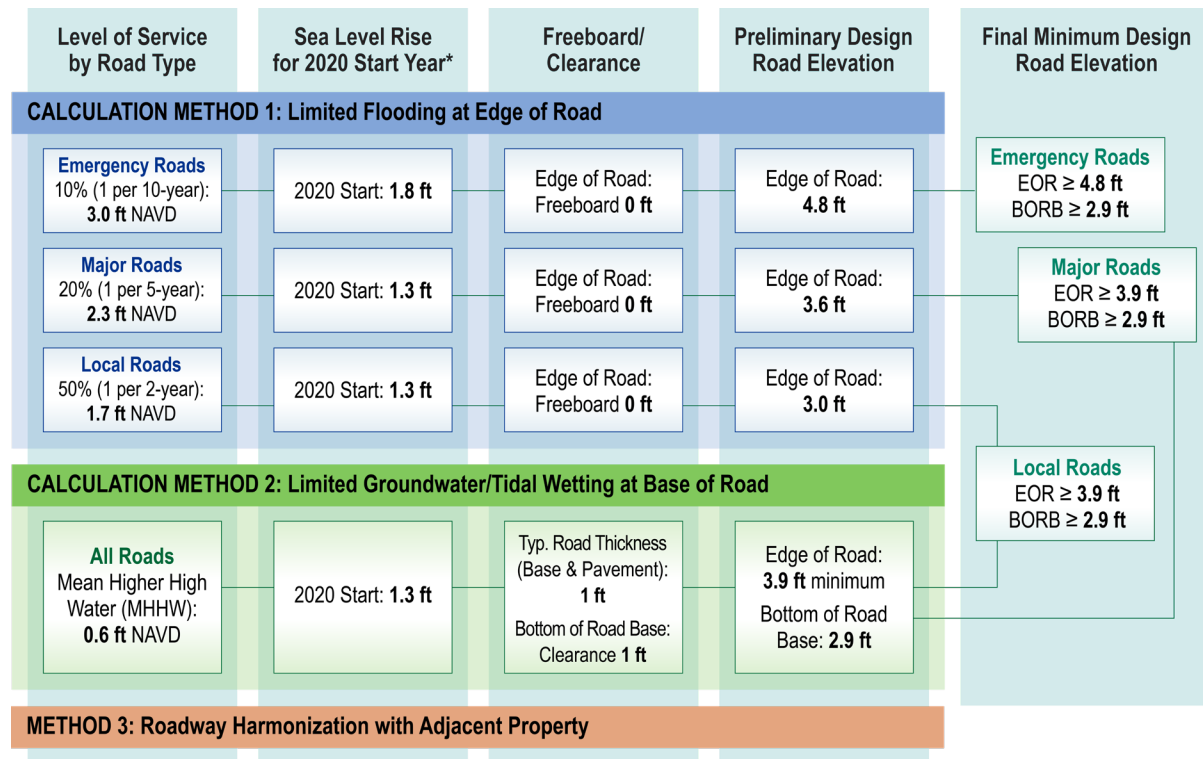 Level of Service
by Road Type
Sea Level Rise
for 2020 Start Year*
Freeboard/
Clearance
Preliminary Design
Road Elevation
Final Minimum Design
Road Elevation
CALCULATION METHOD 1: Limited Flooding at Edge of Road
Emergency Roads
10% (1 per 10-year):
3.0 ft NAVD
2020 Start: 1.8 ft
Edge of Road:
Freeboard 0 ft
Edge of Road:
4.8 ft
Emergency Roads
EOR ≥ 4.8 ft
BORB ≥ 2.9 ft
Major Roads
20% (1 per 5-year):
2.3 ft NAVD
2020 Start: 1.3 ft
Edge of Road:
Freeboard 0 ft
Edge of Road:
3.6 ft
Major Roads
EOR ≥ 3.9 ft
BORB ≥ 2.9 ft
Local Roads
50% (1 per 2-year):
1.7 ft NAVD
2020 Start: 1.3 ft
Edge of Road:
Freeboard 0 ft
Edge of Road:
3.0 ft
Local Roads
EOR ≥ 3.9 ft
BORB ≥ 2.9 ft
CALCULATION METHOD 2: Limited Groundwater/Tidal Wetting at Base of Road
All Roads
Mean Higher High
Water (MHHW):
0.6 ft NAVD
2020 Start: 1.3 ft
Typ. Road Thickness
(Base & Pavement):
1 ft
Bottom of Road Base:
Clearance 1 ft
Edge of Road:
3.9 ft minimum
Bottom of Road
Base: 2.9 ft
METHOD 3: Roadway Harmonization with Adjacent Property